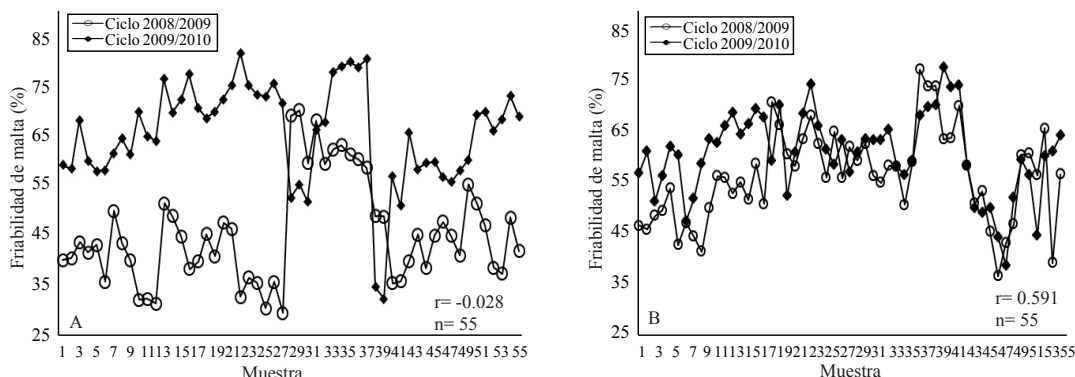 Ciclo 2008/2009
Ciclo 2009/2010
Friabilidad de malta (%)
85
75
65
55
45
35
25
A
r= -0.028
n= 55
1 3 5 7 9 11 13 15 17 19 21 23 25 27 29 31 33 35 37 39 41 43 45 47 49 51 53 55
Muestra
Ciclo 2008/2009
Ciclo 2009/2010
Friabilidad de malta (%)
85
75
65
55
45
35
25
B
r= 0.591
n= 55
1 3 5 7 9 11 13 15 17 19 21 23 25 27 29 31 33 35 37 39 41 43 45 47 49 51 53 55
Muestra